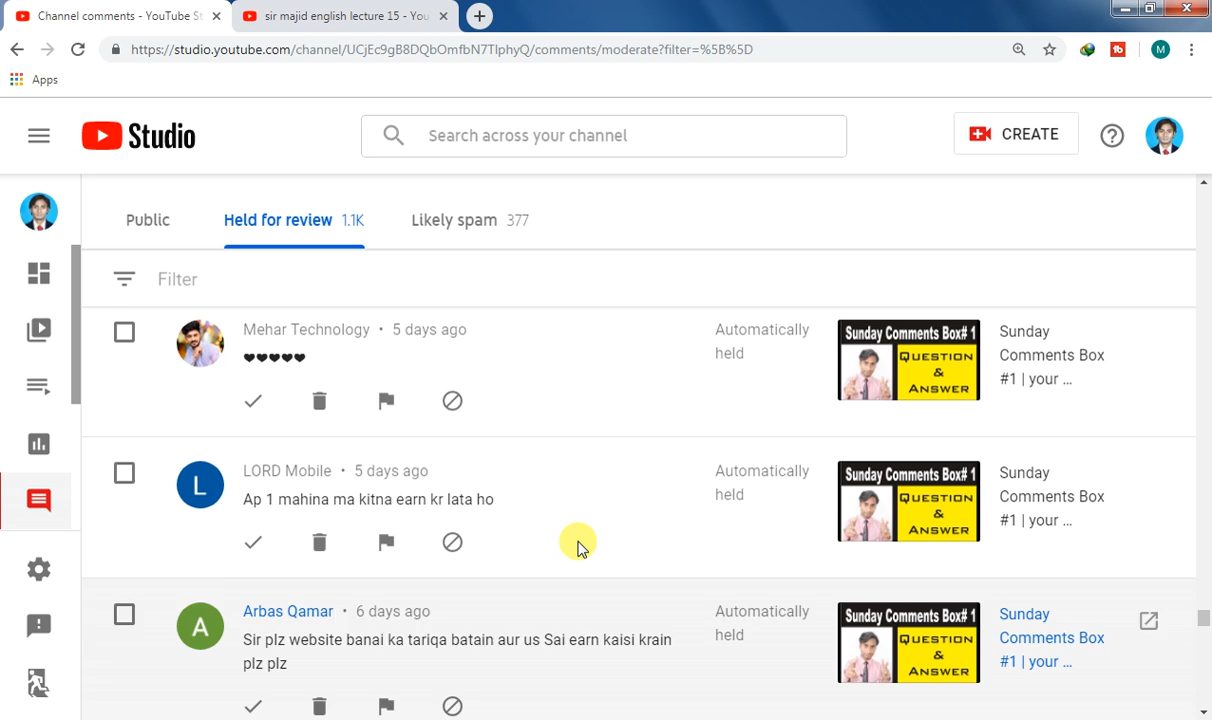 Channel comments - YouTube St
sir majid english lecture 15 - You
https://studio.youtube.com/channel/UCjEc9gB8DQbOmfbN7TlphyQ/comments/moderate?filter=%5B%5D
M
Apps
Studio
Search across your channel
CREATE
Public
Held for review 1.1K
Likely spam 377
Filter
Mehar Technology • 5 days ago
❤❤❤❤❤
Automatically
held
Sunday Comments Box# 1
QUESTION
&
ANSWER
Sunday
Comments Box
#1 | your ...
LORD Mobile • 5 days ago
L
Ap 1 mahina ma kitna earn kr lata ho
Automatically
held
Sunday Comments Box# 1
QUESTION
&
ANSWER
Sunday
Comments Box
#1 | your ...
Arbas Qamar • 6 days ago
A
Sir plz website banai ka tariqa batain aur us Sai earn kaisi krain
plz plz
Automatically
held
Sunday Comments Box# 1
QUESTION
&
ANSWER
Sunday
Comments Box
#1 | your ...